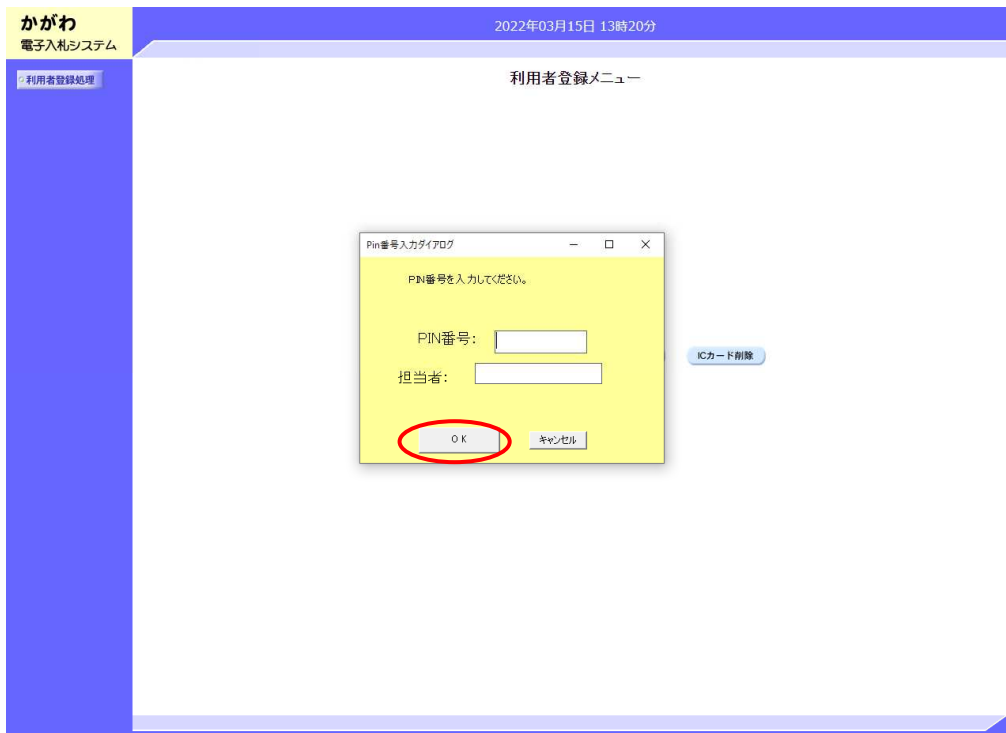 かがわ
電子入札システム
2022年03月15日 13時20分
利用者登録処理
利用者登録メニュー
Pin番号入力ダイアログ
PIN番号を入力してください。
PIN番号：
担当者：
ICカード削除
ＯＫ
キャンセル